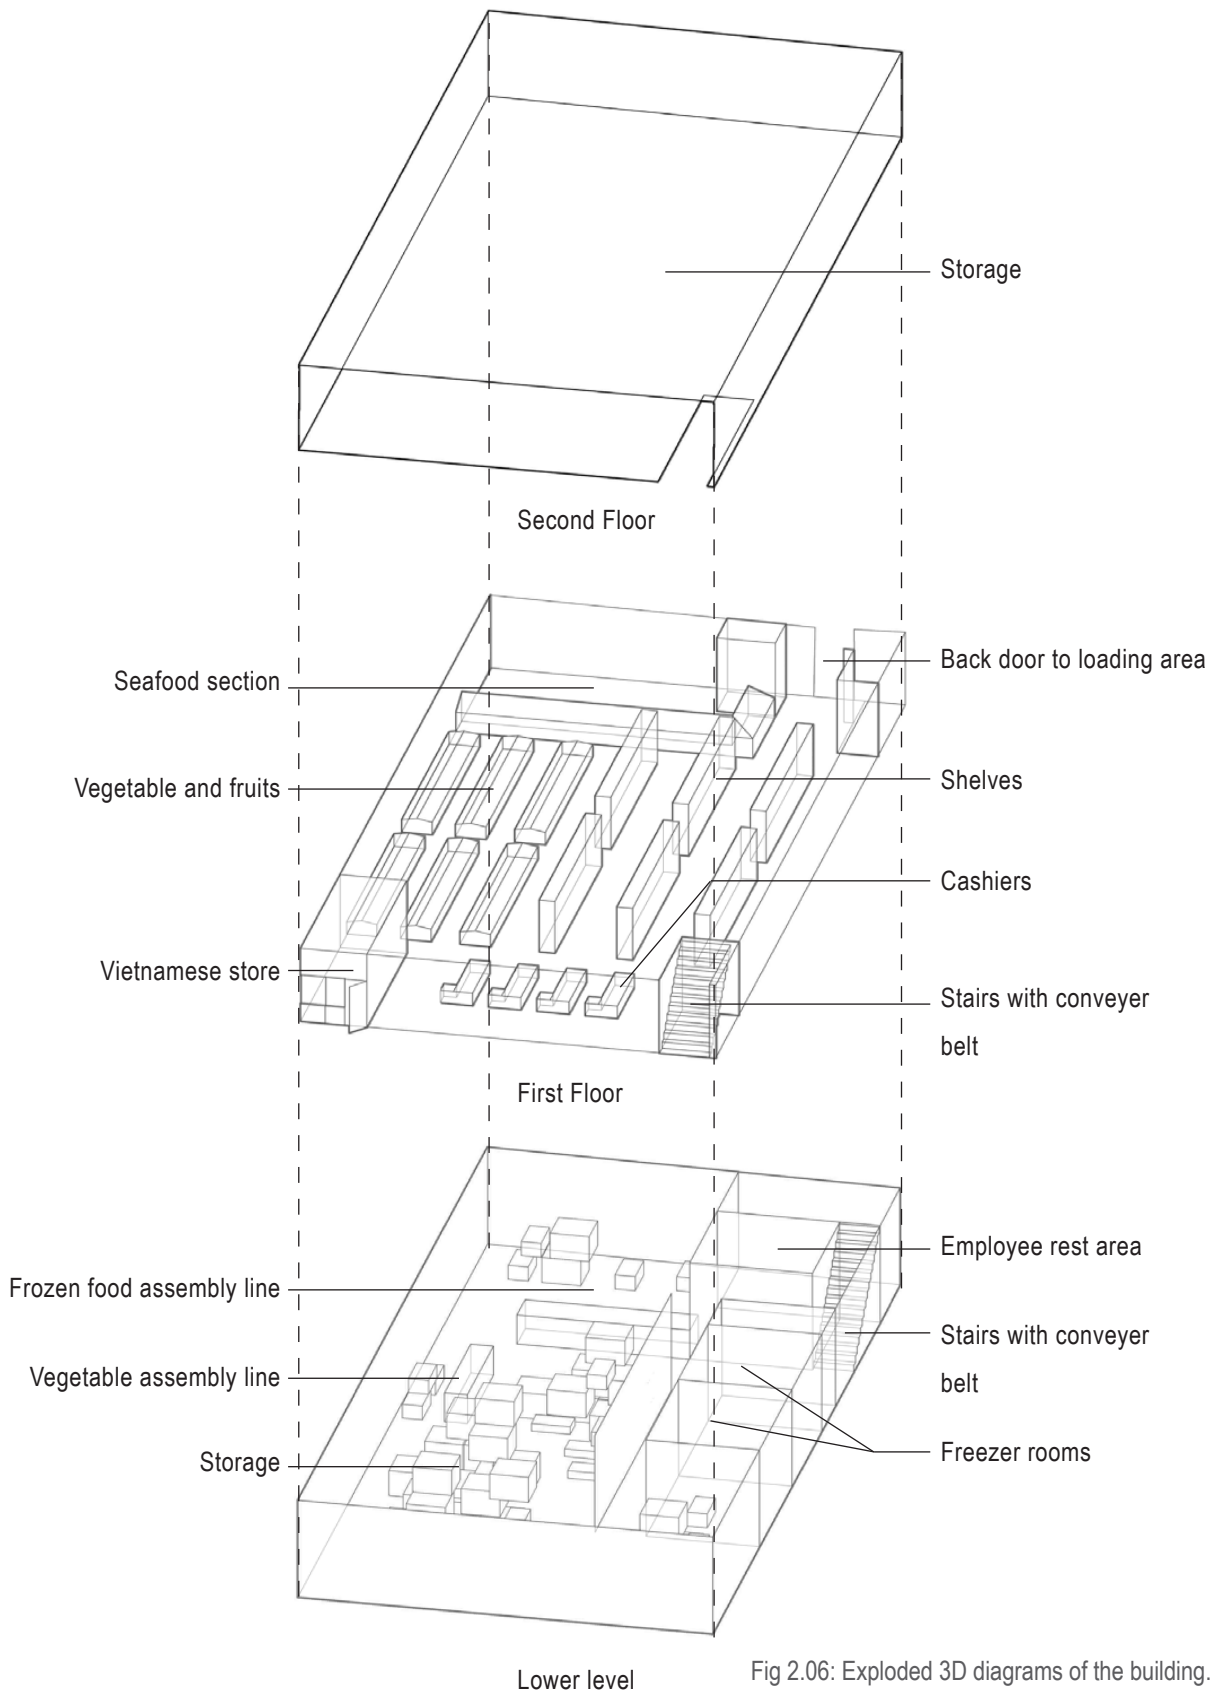 Storage
Second Floor
Back door to loading area
Seafood section
Vegetable and fruits
Shelves
Cashiers
Vietnamese store
Stairs with conveyer
belt
First Floor
Employee rest area
Frozen food assembly line
Stairs with conveyer
belt
Vegetable assembly line
Freezer rooms
Storage
Lower level
Fig 2.06: Exploded 3D diagrams of the building.